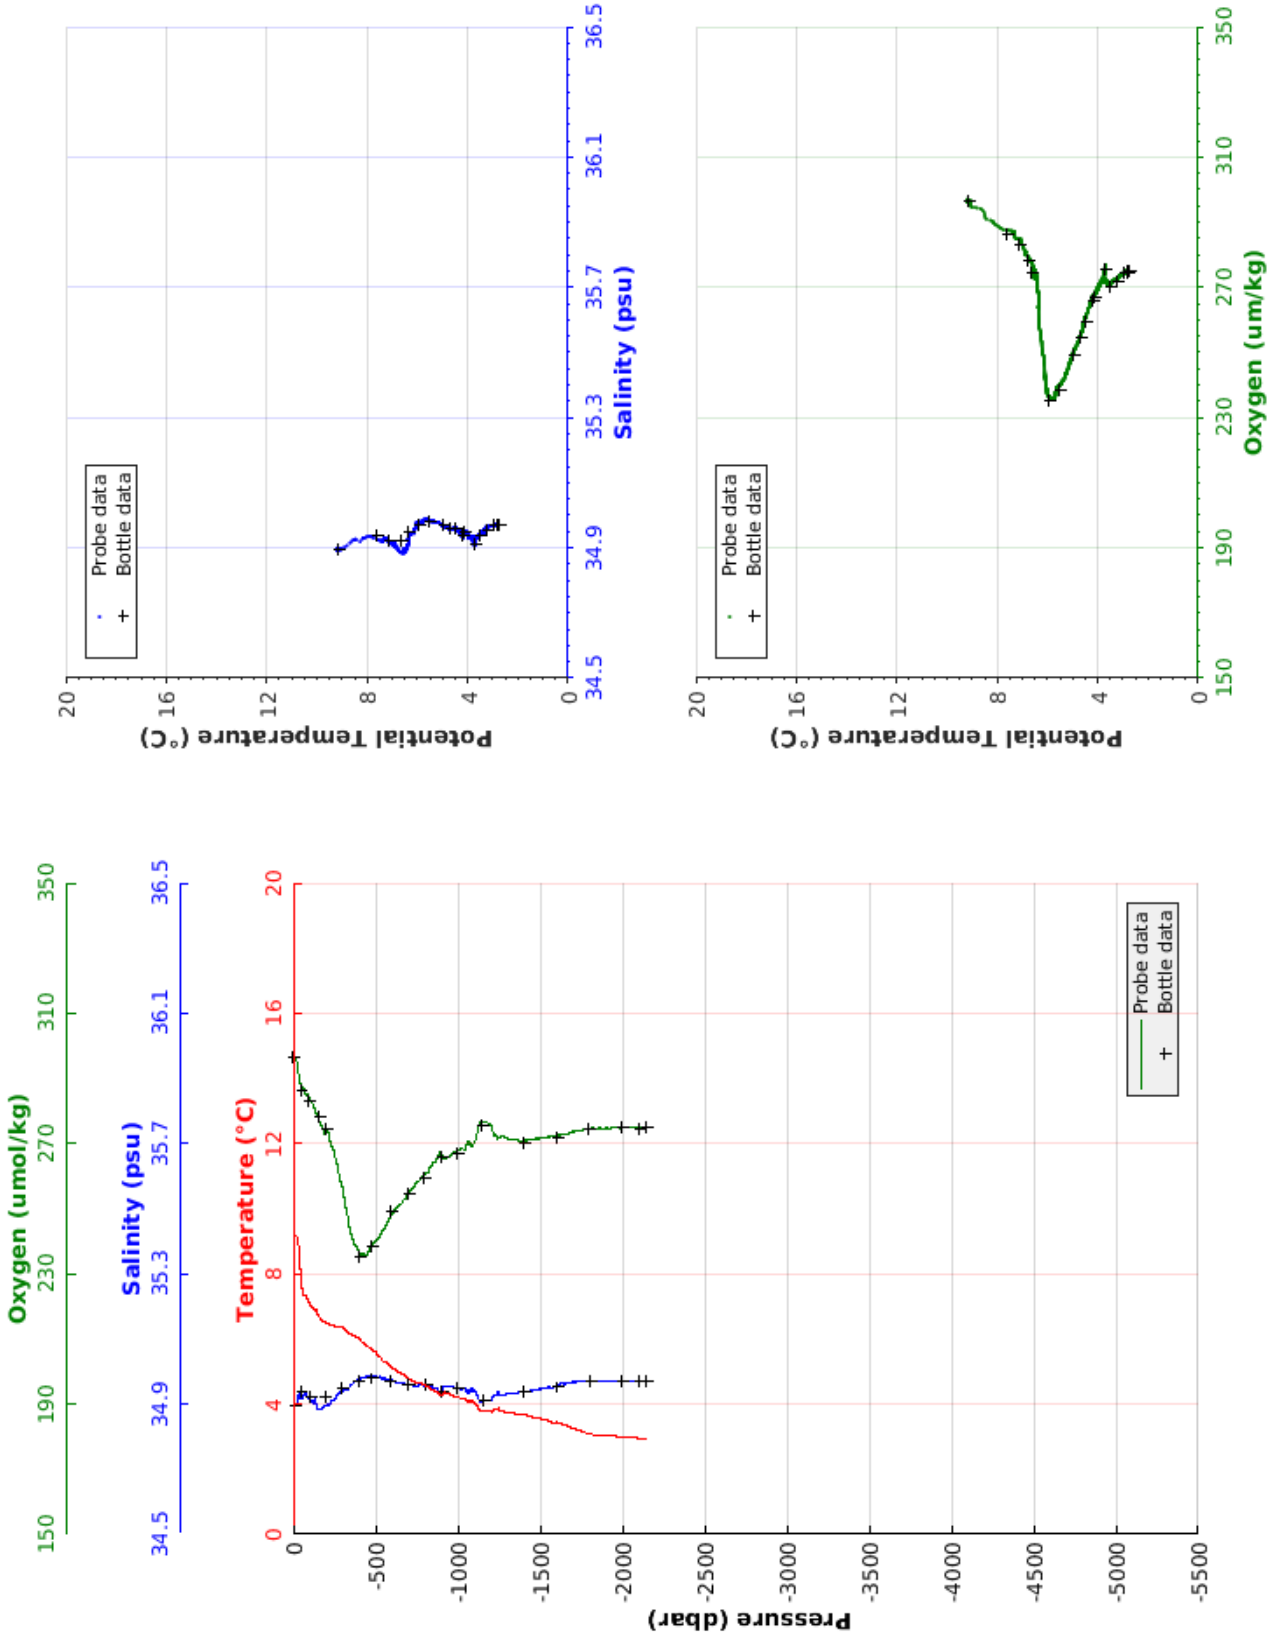 Oxygen (umol/kg)
150 190 230 270 310 350
Salinity (psu)
34.5 34.9 35.3 35.7 36.1 36.5
Temperature (°C)
0 4 8 12 16 20
Pressure (dbar)
0
-500
-1000
-1500
-2000
-2500
-3000
-3500
-4000
-4500
-5000
-5500
Probe data
Bottle data
Potential Temperature (°C)
20
16
12
8
4
0
Probe data
Bottle data
34.5 34.9 35.3 35.7 36.1 36.5
Salinity (psu)
Potential Temperature (°C)
20
16
12
8
4
0
Probe data
Bottle data
150 190 230 270 310 350
Oxygen (um/kg)